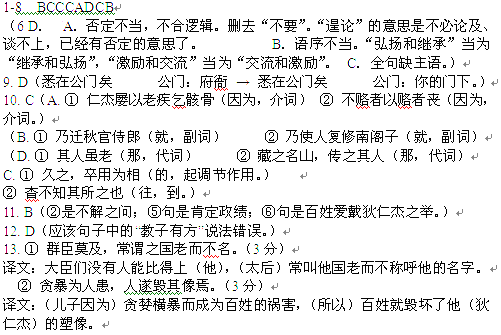 1-8　BCCCADCB
（6 D.　A. 否定不当，不合逻辑。删去“不要”。“遑论”的意思是不必论及、
谈不上，已经有否定的意思了。　B. 语序不当。“弘扬和继承”当为
“继承和弘扬”，“激励和交流”当为“交流和激励”。 C. 全句缺主语。）
9. D（悉在公门矣　公门：府衙 → 悉在公门矣　公门：你的门下。）
10. C（A. ① 仁杰屡以老疾乞骸骨（因为，介词） ② 不赂者以赂者丧（因为，
介词。）
（B. ① 乃迁秋官侍郎（就，副词）　② 乃使人复修南阁子（就，副词）
（D. ① 其人虽老（那，代词）　② 藏之名山，传之其人（那，代词）
C. ① 久之，卒用为相（的，起调节作用。）
② 杳不知其所之也（往，到。）
11. B（②是不解之问；⑤句是肯定政绩；⑥句是百姓爱戴狄仁杰之举。）
12. D（应该句子中的“教子有方”说法错误。）
13. ① 群臣莫及，常谓之国老而不名。（3 分）
译文：大臣们没有人能比得上（他），（太后）常叫他国老而不称呼他的名字。
② 贪暴为人患，人遂毁其像焉。（3 分）
译文：（儿子因为）贪婪横暴而成为百姓的祸害，（所以）百姓就毁坏了他（狄
仁杰）的塑像。